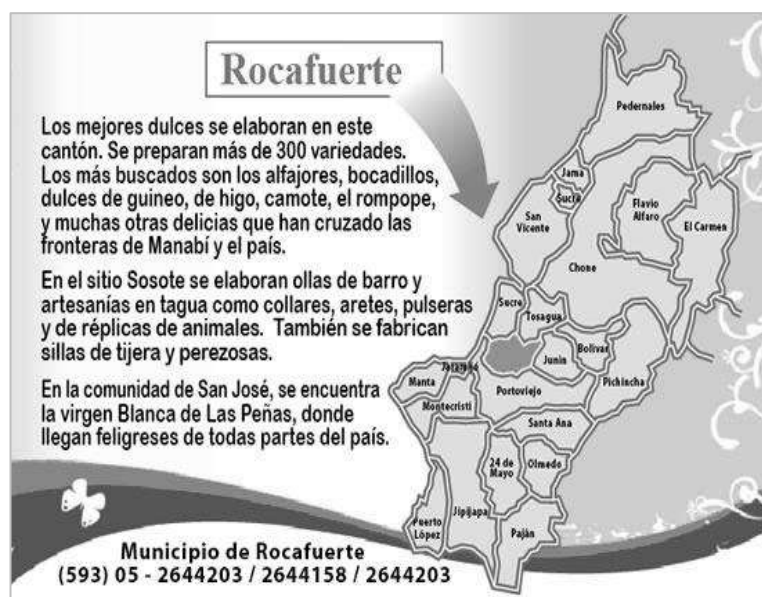 Rocafuerte
Los mejores dulces se elaboran en este
cantón. Se preparan más de 300 variedades.
Los más buscados son los alfajores, bocadillos,
dulces de guineo, de higo, camote, el rompope,
y muchas otras delicias que han cruzado las
fronteras de Manabí y el país.
En el sitio Sosote se elaboran ollas de barro y
artesanías en tagua como collares, aretes, pulseras
y de réplicas de animales. También se fabrican
sillas de tijera y perezosas.
En la comunidad de San José, se encuentra
la virgen Blanca de Las Peñas, donde
llegan feligreses de todas partes del país.
Municipio de Rocafuerte
(593) 05 - 2644203 / 2644158 / 2644203
Pedernales
Jama
Sucre
San
Vicente
Flavio
Alfaro
El Carmen
Chone
Sucre
Tosagua
Junín
Bolívar
Pichincha
Jaramijó
Manta
Montecristi
Portoviejo
Santa Ana
24 de
Mayo
Olmedo
Jipijapa
Puerto
López
Paján